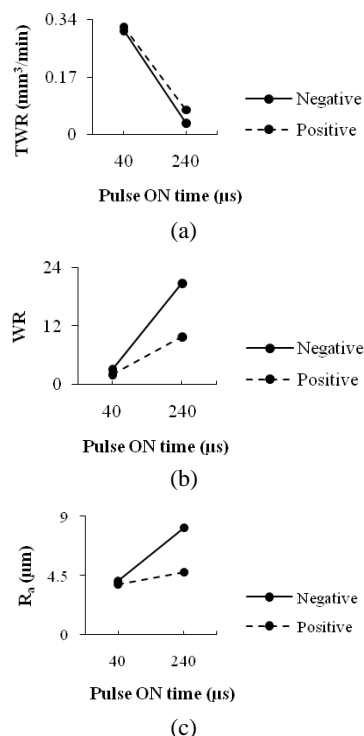 0.34
0.17
0
TWR (mm³/min)
40 240
Pulse ON time (µs)
Negative
Positive
(a)
24
12
0
WR
40 240
Pulse ON time (µs)
Negative
Positive
(b)
9
4.5
0
Rₐ (µm)
40 240
Pulse ON time (µs)
Negative
Positive
(c)